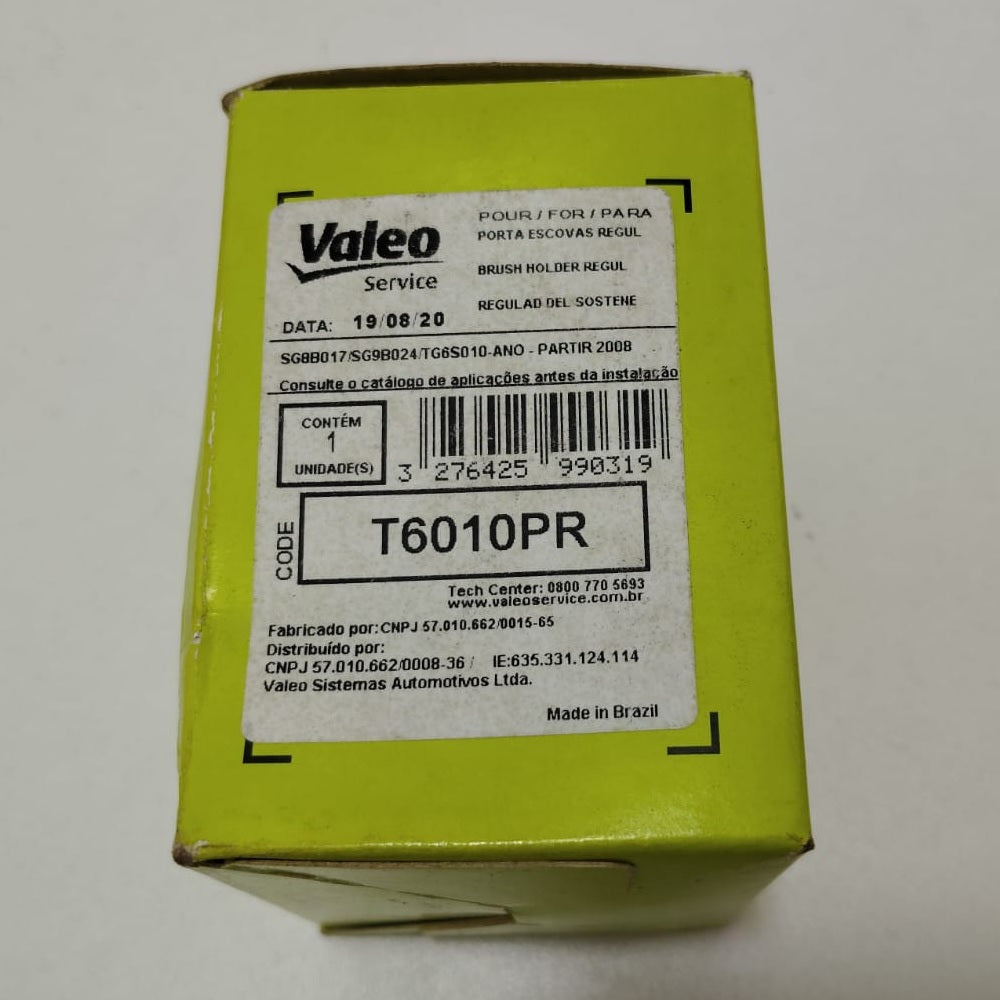 Valeo
Service
DATA: 19/08/20
POUR / FOR / PARA
PORTA ESCOVAS REGUL
BRUSH HOLDER REGUL
REGULAD DEL SOSTENE
SG8B017/SG9B024/TG6S010-ANO - PARTIR 2008
Consulte o catálogo de aplicações antes da instalação
CONTÉM
1
UNIDADE(S)
3 276425 990319
CODE
T6010PR
Tech Center: 0800 770 5693
www.valeoservice.com.br
Fabricado por: CNPJ 57.010.662/0015-65
Distribuído por:
CNPJ 57.010.662/0008-36 / IE:635.331.124.114
Valeo Sistemas Automotivos Ltda.
Made in Brazil